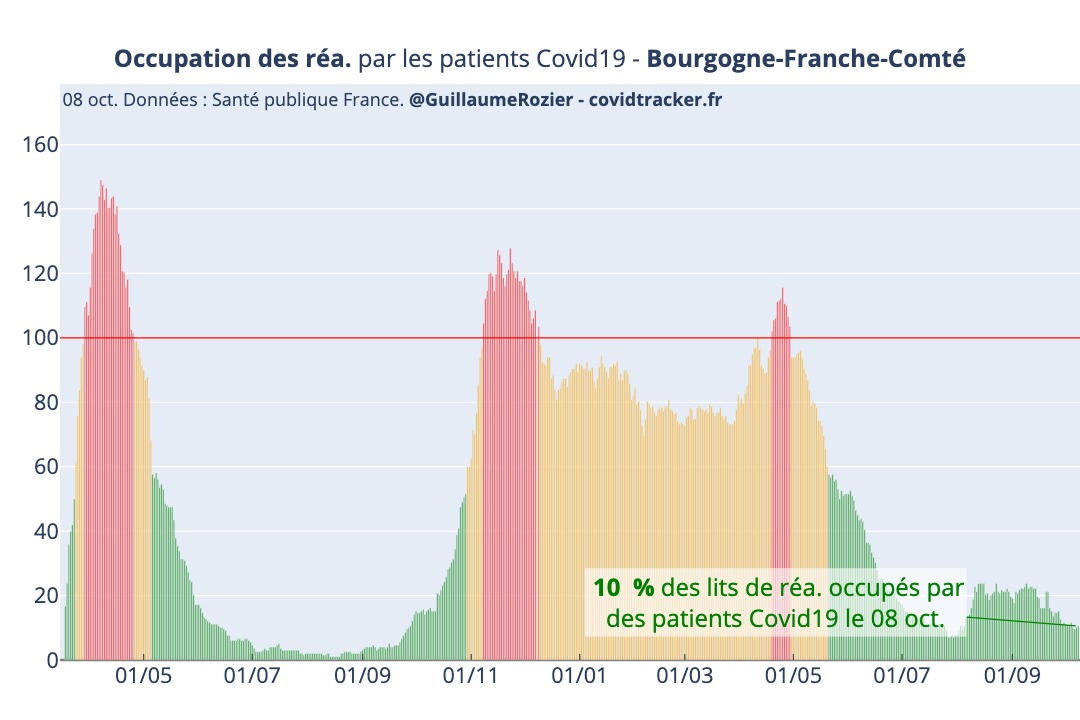 Occupation des réa. par les patients Covid19 - Bourgogne-Franche-Comté
08 oct. Données : Santé publique France. @GuillaumeRozier - covidtracker.fr
160
140
120
100
80
60
40
20
0
10 % des lits de réa. occupés par
des patients Covid19 le 08 oct.
01/05 01/07 01/09 01/11 01/01 01/03 01/05 01/07 01/09